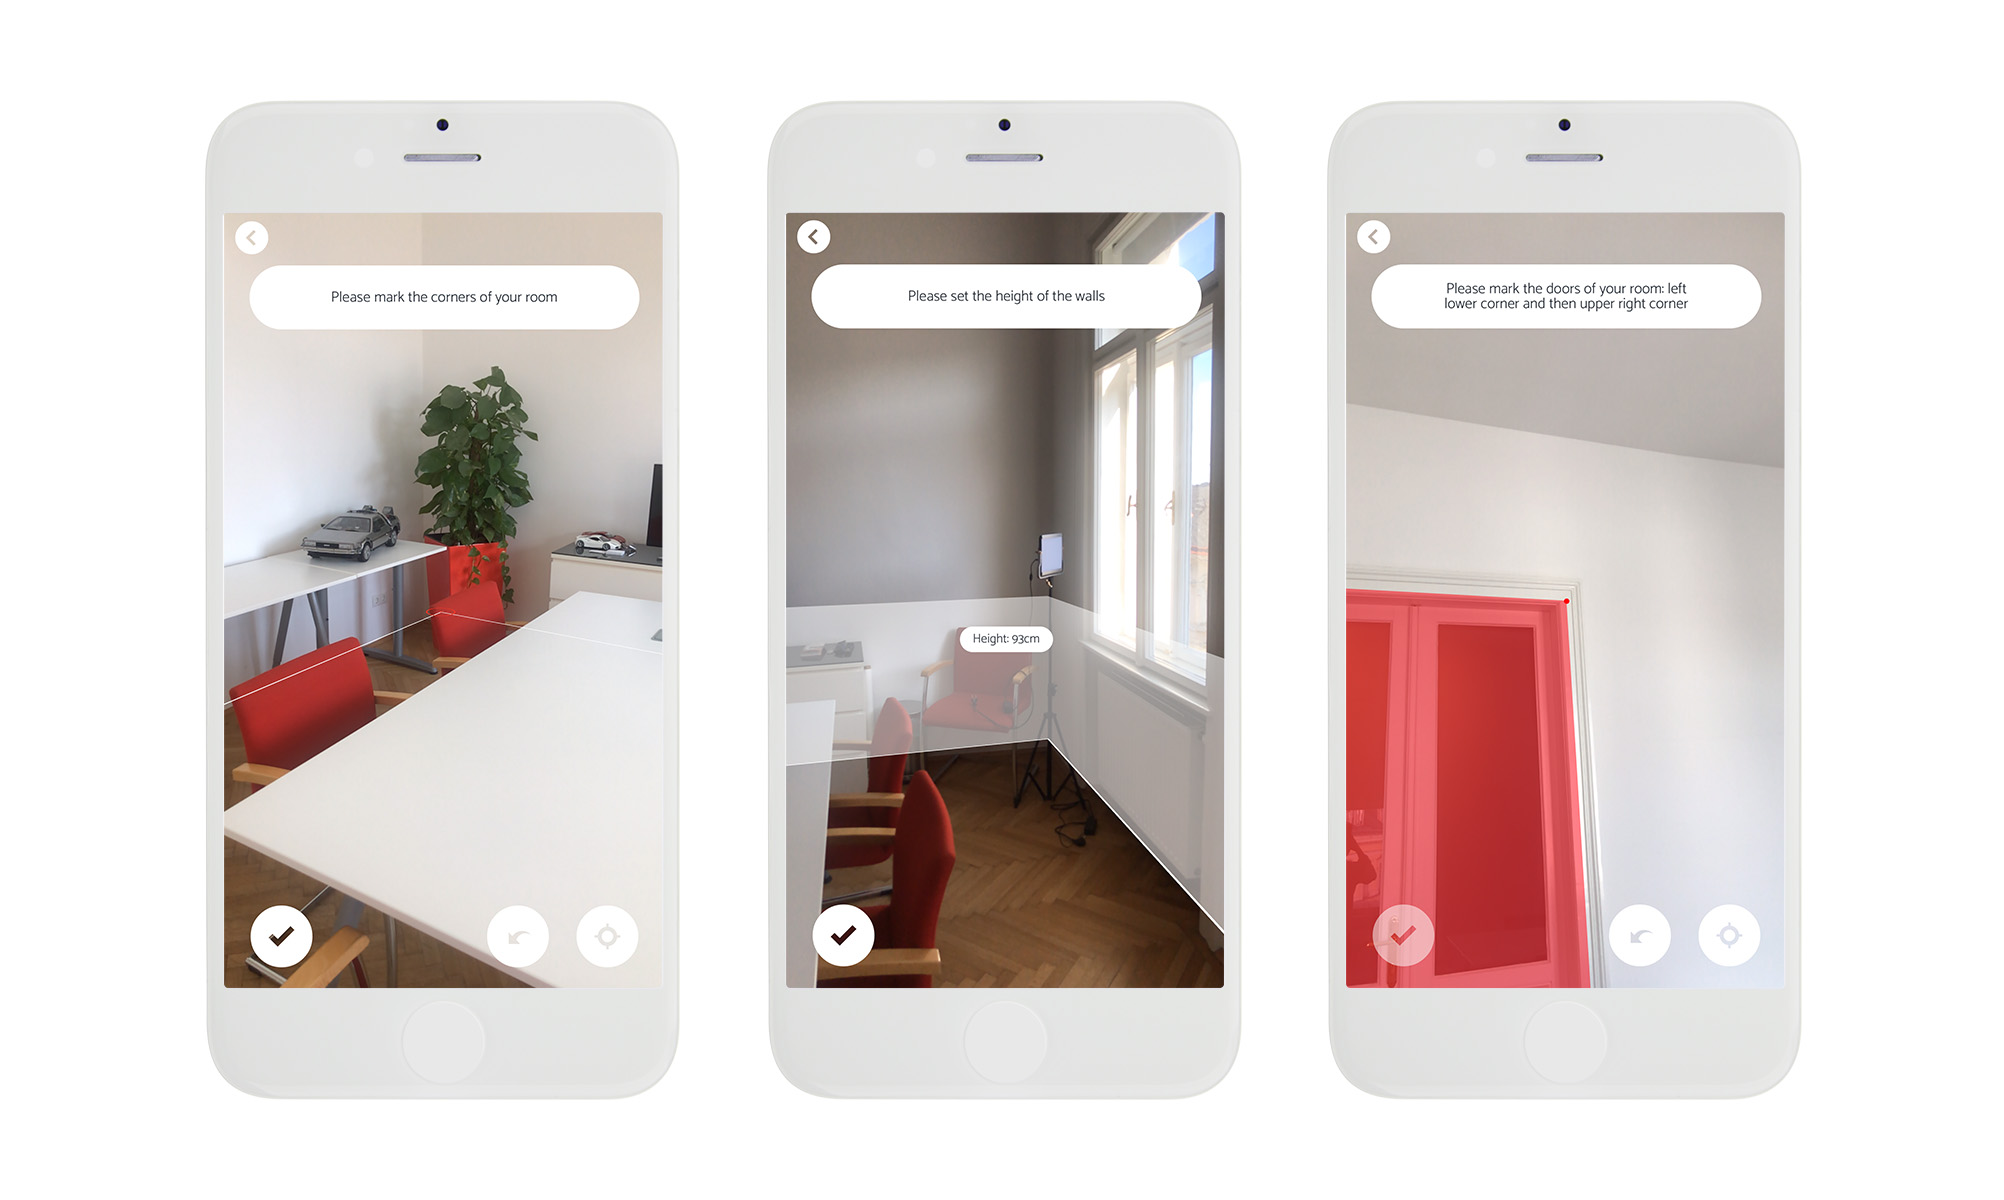 Please mark the corners of your room
Please set the height of the walls
Height: 93cm
Please mark the doors of your room: left
lower corner and then upper right corner